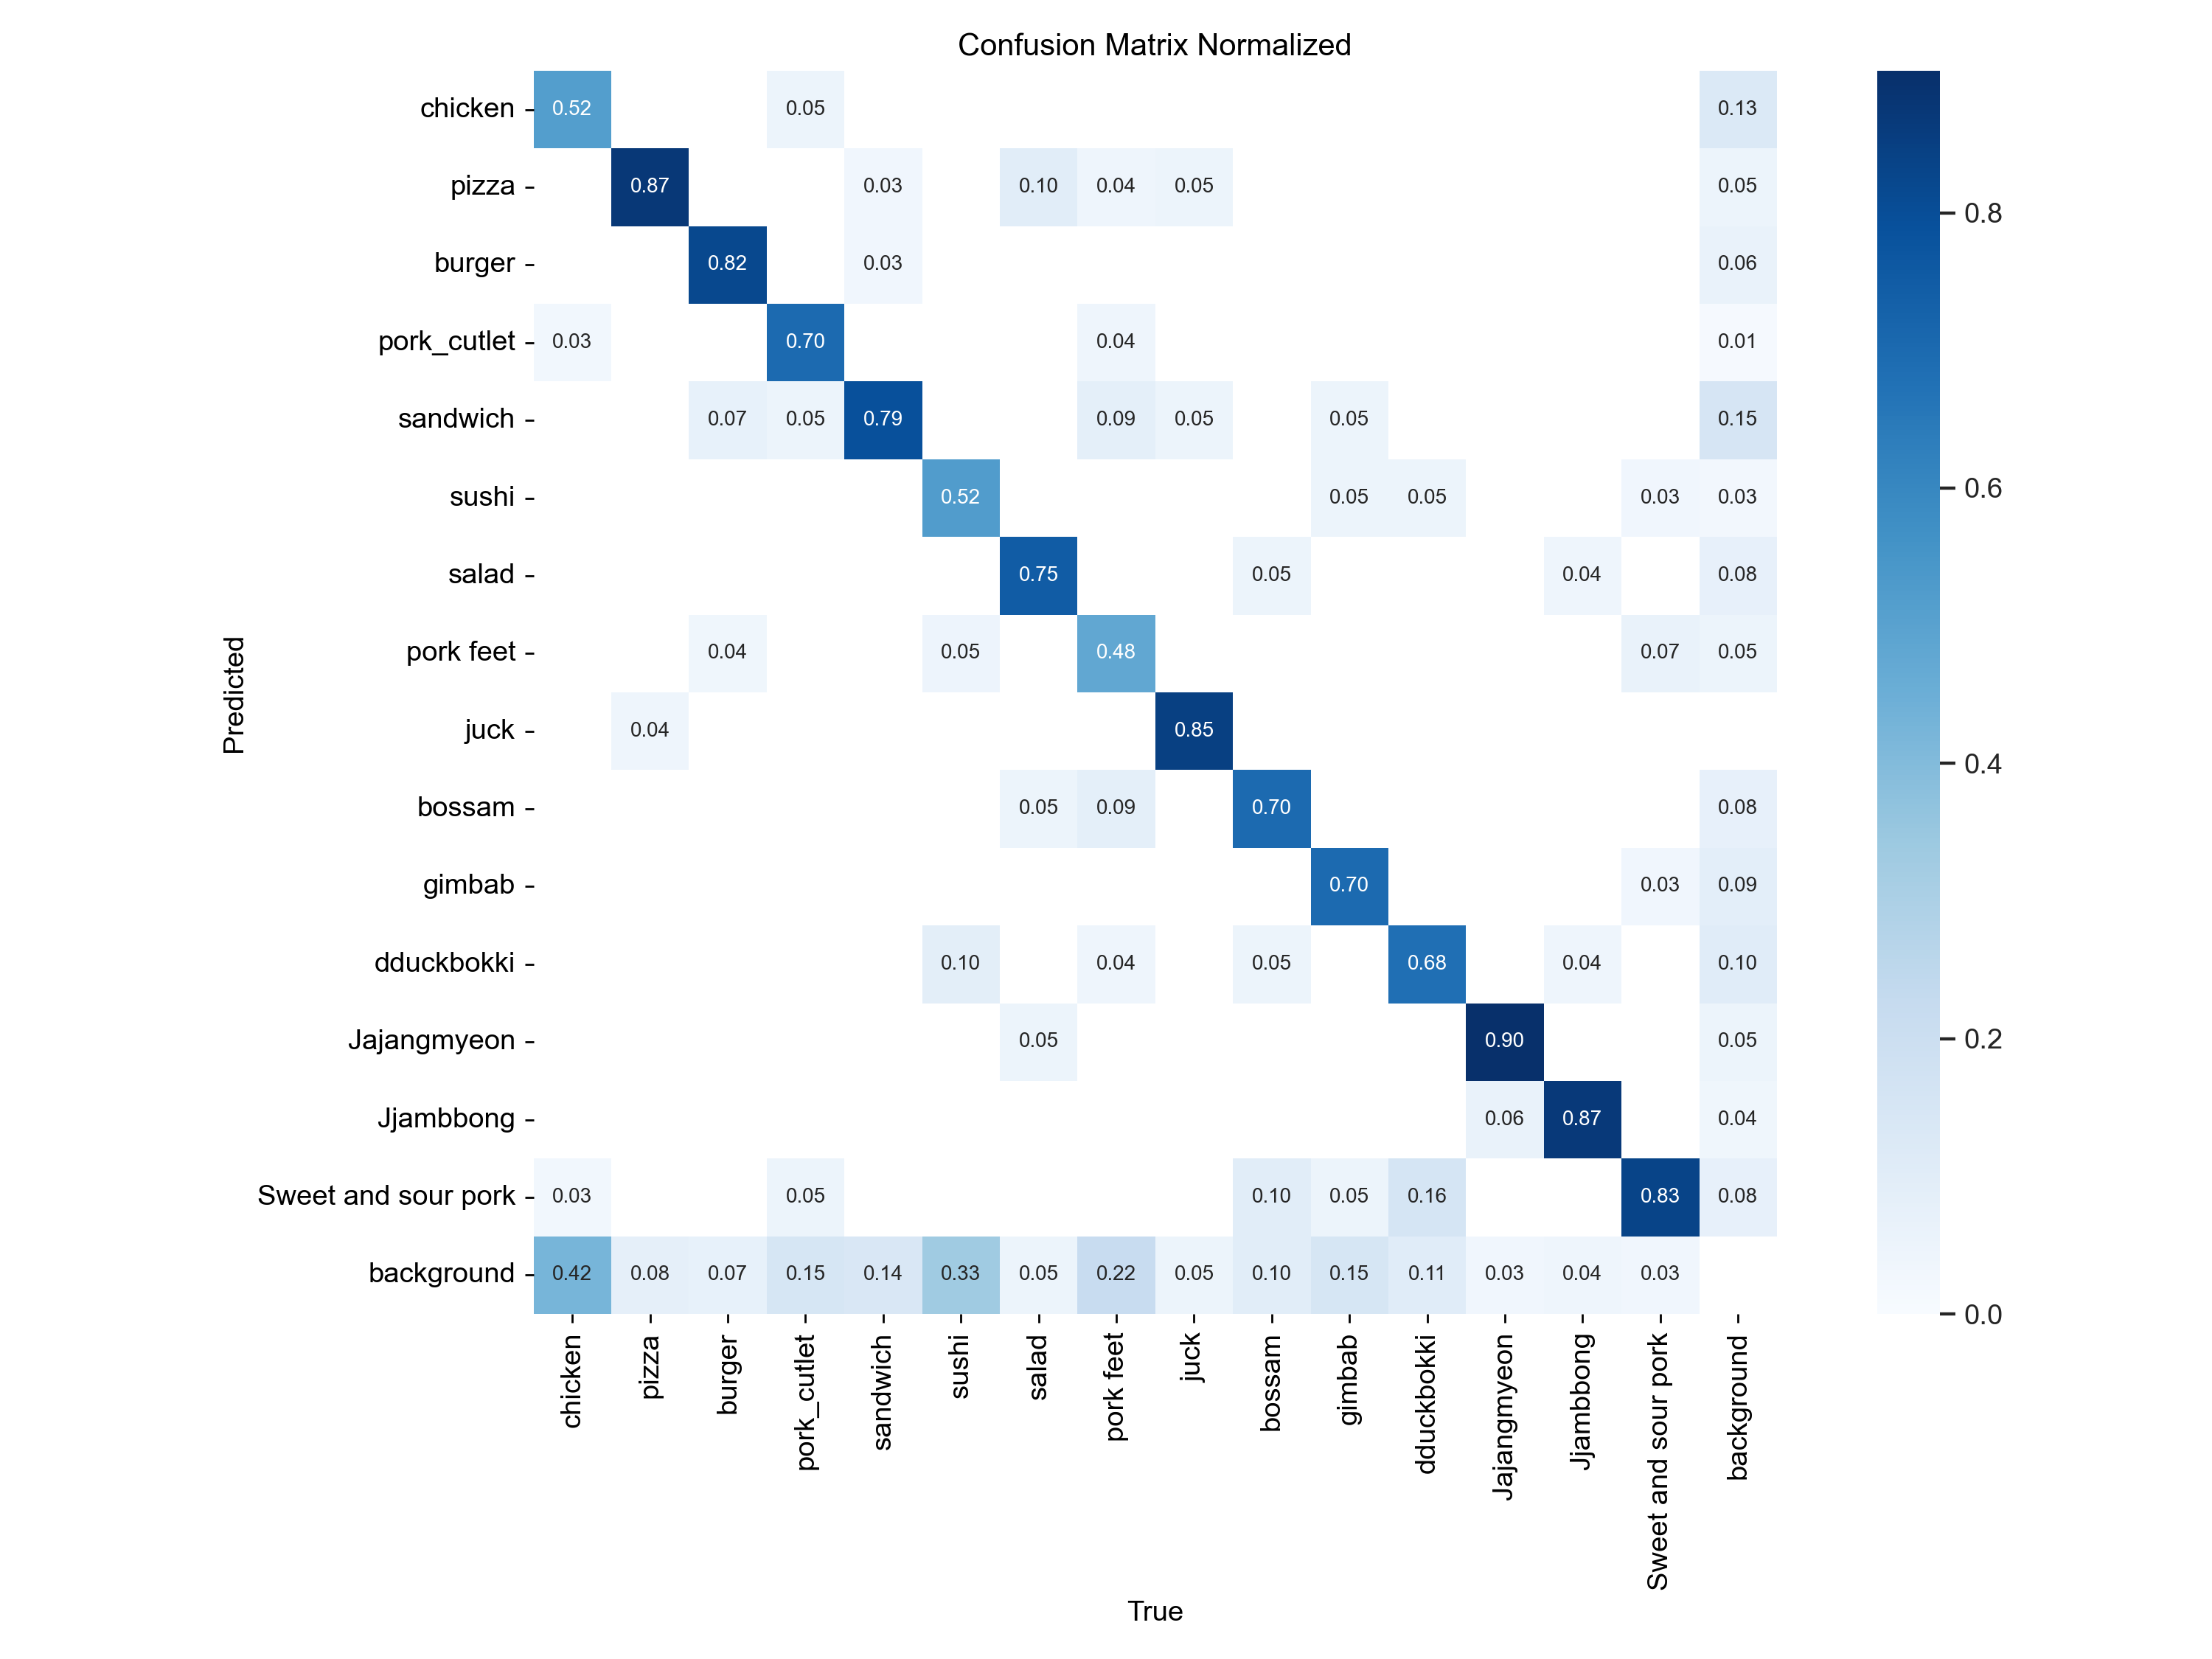 Confusion Matrix Normalized
chicken 0.52 0.05 0.13
pizza 0.87 0.03 0.10 0.04 0.05 0.05
burger 0.82 0.03 0.06
pork_cutlet 0.03 0.70 0.04 0.01
sandwich 0.07 0.05 0.79 0.09 0.05 0.05 0.15
sushi 0.52 0.05 0.05 0.03 0.03
salad 0.75 0.05 0.04 0.08
pork feet 0.04 0.05 0.48 0.07 0.05
juck 0.04 0.85
bossam 0.05 0.09 0.70 0.08
gimbab 0.70 0.03 0.09
dduckbokki 0.10 0.04 0.05 0.68 0.04 0.10
Jajangmyeon 0.05 0.90 0.05
Jjambbong 0.06 0.87 0.04
Sweet and sour pork 0.03 0.05 0.10 0.05 0.16 0.83 0.08
background 0.42 0.08 0.07 0.15 0.14 0.33 0.05 0.22 0.05 0.10 0.15 0.11 0.03 0.04 0.03
Predicted
chicken
pizza
burger
pork_cutlet
sandwich
sushi
salad
pork feet
juck
bossam
gimbab
dduckbokki
Jajangmyeon
Jjambbong
Sweet and sour pork
background
True
0.8
0.6
0.4
0.2
0.0